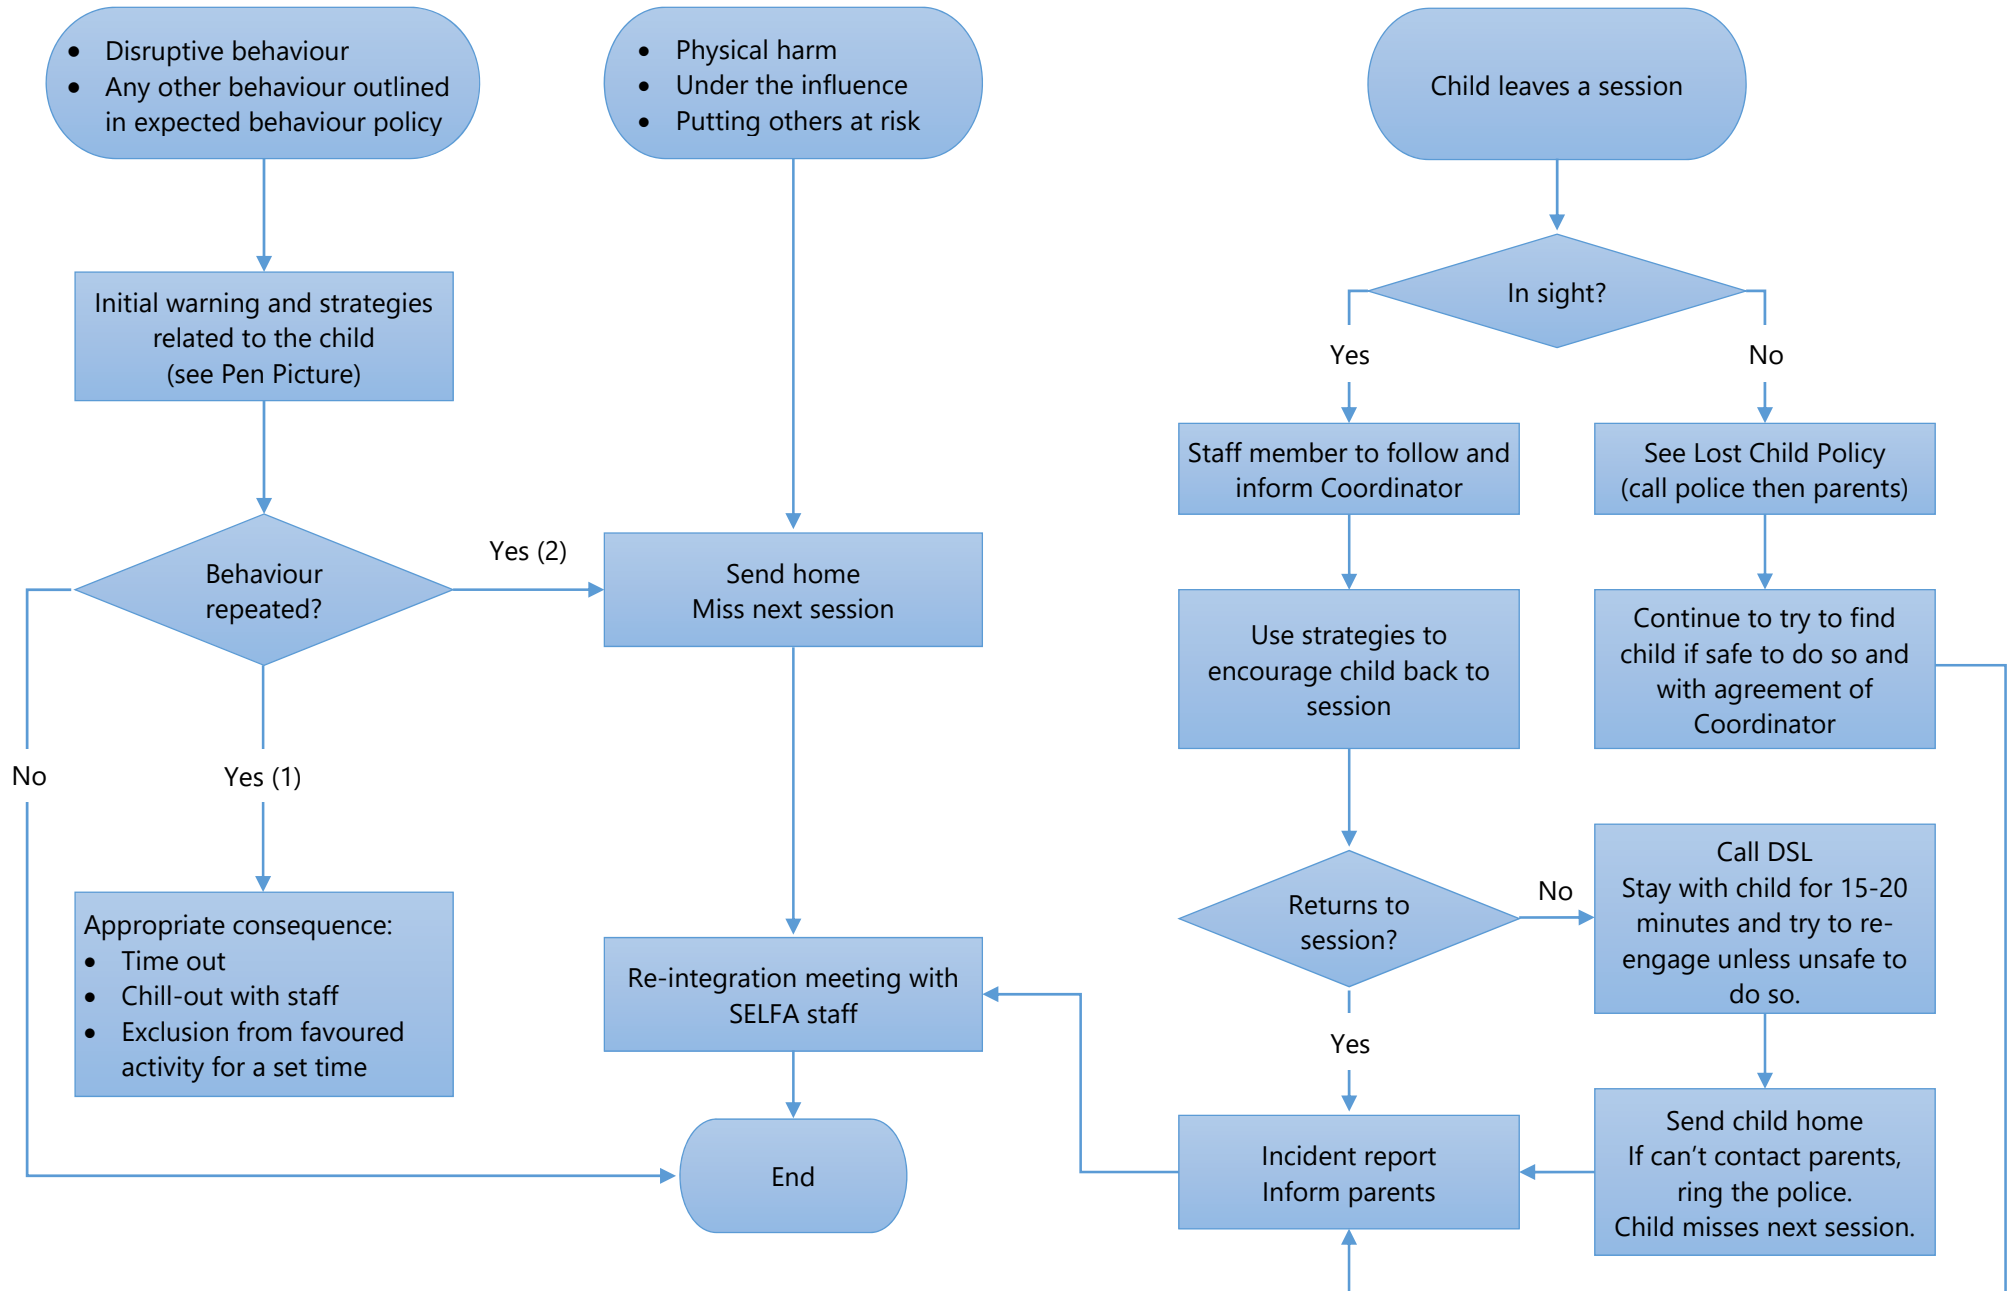 • Disruptive behaviour
• Any other behaviour outlined
in expected behaviour policy
• Physical harm
• Under the influence
• Putting others at risk
Child leaves a session
Initial warning and strategies
related to the child
(see Pen Picture)
In sight?
Yes
No
Staff member to follow and
inform Coordinator
See Lost Child Policy
(call police then parents)
Behaviour
repeated?
Yes (2)
Send home
Miss next session
Use strategies to
encourage child back to
session
Continue to try to find
child if safe to do so and
with agreement of
Coordinator
No
Yes (1)
Appropriate consequence:
• Time out
• Chill-out with staff
• Exclusion from favoured
activity for a set time
Re-integration meeting with
SELFA staff
Returns to
session?
No
Call DSL
Stay with child for 15-20
minutes and try to re-
engage unless unsafe to
do so.
Yes
End
Incident report
Inform parents
Send child home
If can't contact parents,
ring the police.
Child misses next session.